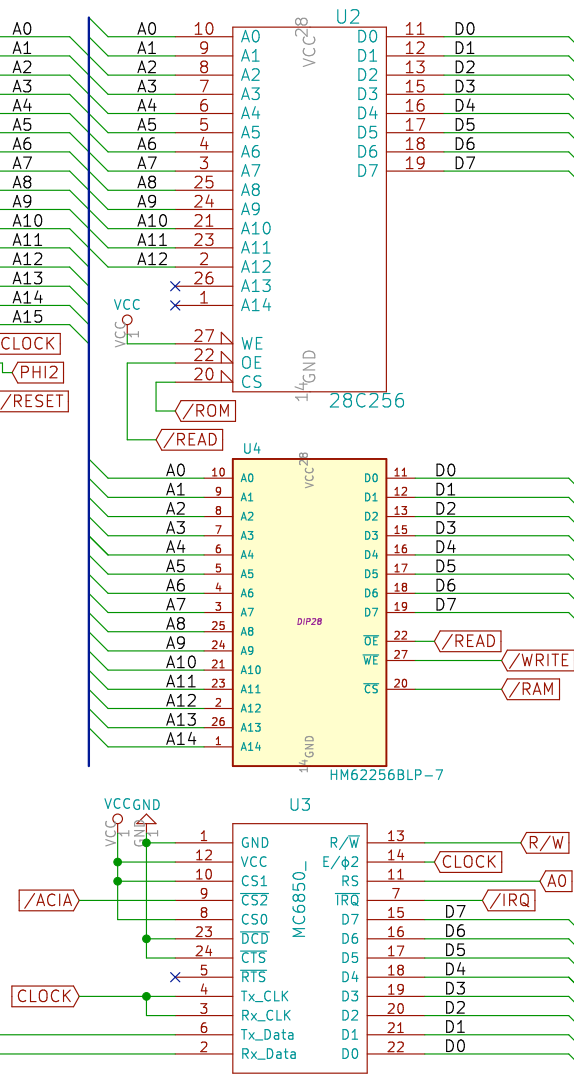 U2
A0 A0 10 A0 VCC 28 D0 11 D0
A1 A1 9 A1 D1 12 D1
A2 A2 8 A2 D2 13 D2
A3 A3 7 A3 D3 15 D3
A4 A4 6 A4 D4 16 D4
A5 A5 5 A5 D5 17 D5
A6 A6 4 A6 D6 18 D6
A7 A7 3 A7 D7 19 D7
A8 A8 25 A8
A9 A9 24 A9
A10 A10 21 A10
A11 A11 23 A11
A12 A12 2 A12
A13 26 A13
A14 1 A14
A15 VCC
CLOCK VCC 1 27 WE
PHI2 22 OE GND 14
/RESET 20 CS
28C256
/ROM
/READ
U4
A0 10 A0 VCC 28 D0 11 D0
A1 9 A1 D1 12 D1
A2 8 A2 D2 13 D2
A3 7 A3 D3 15 D3
A4 6 A4 D4 16 D4
A5 5 A5 D5 17 D5
A6 4 A6 D6 18 D6
A7 3 A7 D7 19 D7
DIP28
A8 25 A8 OE 22 /READ
A9 24 A9 WE 27 /WRITE
A10 21 A10
A11 23 A11 CS 20 /RAM
A12 2 A12
A13 26 A13
A14 1 A14 GND 14
HM62256BLP-7
VCC GND U3
VCC 1 GND 1
1 GND R/W 13 R/W
12 VCC E/ϕ2 14 CLOCK
10 CS1 RS 11 A0
/ACIA 9 CS2 MC6850_ IRQ 7 /IRQ
8 CS0 D7 15 D7
23 DCD D6 16 D6
24 CTS D5 17 D5
5 RTS D4 18 D4
CLOCK 4 Tx_CLK D3 19 D3
3 Rx_CLK D2 20 D2
6 Tx_Data D1 21 D1
2 Rx_Data D0 22 D0